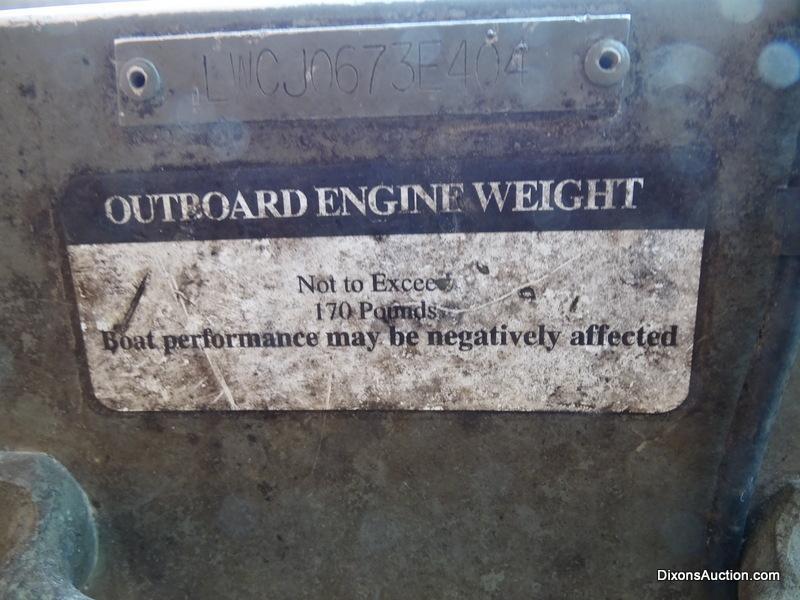 LWCJ0673E404
OUTBOARD ENGINE WEIGHT
Not to Exceed
170 Pounds
Boat performance may be negatively affected
DixonsAuction.com